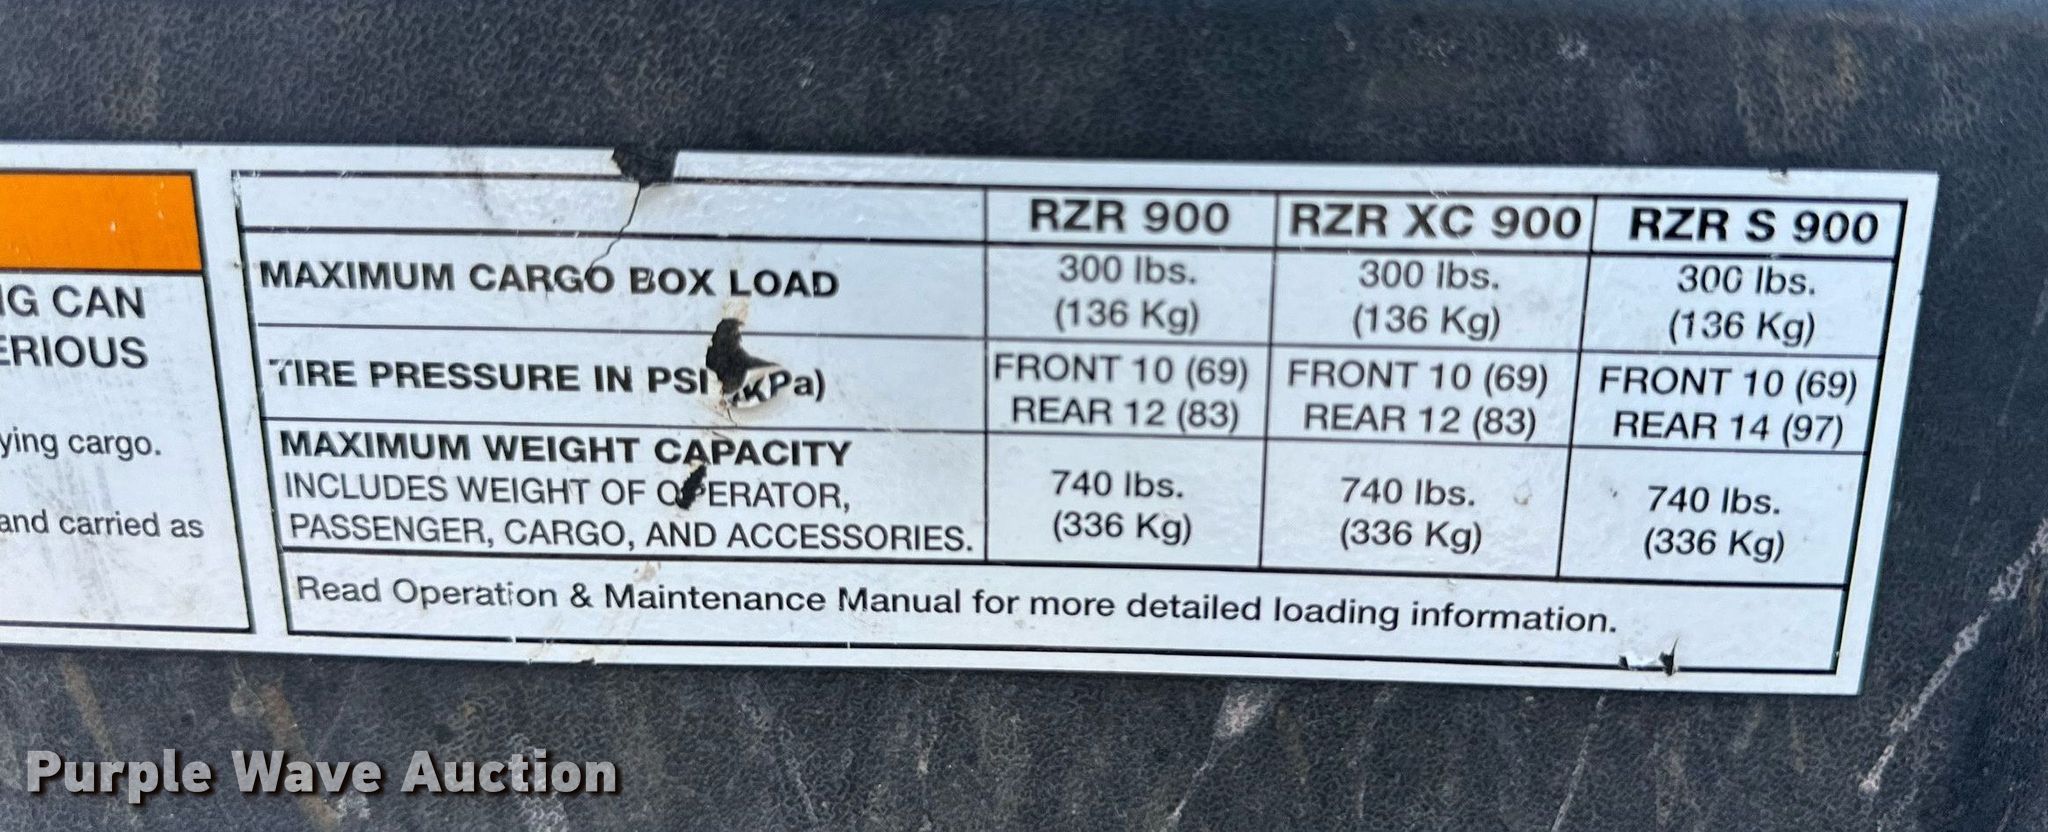 IG CAN
ERIOUS
ying cargo.
and carried as
RZR 900 RZR XC 900 RZR S 900
MAXIMUM CARGO BOX LOAD 300 lbs. (136 Kg) 300 lbs. (136 Kg) 300 lbs. (136 Kg)
TIRE PRESSURE IN PSI (kPa) FRONT 10 (69) FRONT 10 (69) FRONT 10 (69)
REAR 12 (83) REAR 12 (83) REAR 14 (97)
MAXIMUM WEIGHT CAPACITY
INCLUDES WEIGHT OF OPERATOR, 740 lbs. 740 lbs. 740 lbs.
PASSENGER, CARGO, AND ACCESSORIES. (336 Kg) (336 Kg) (336 Kg)
Read Operation & Maintenance Manual for more detailed loading information.
Purple Wave Auction